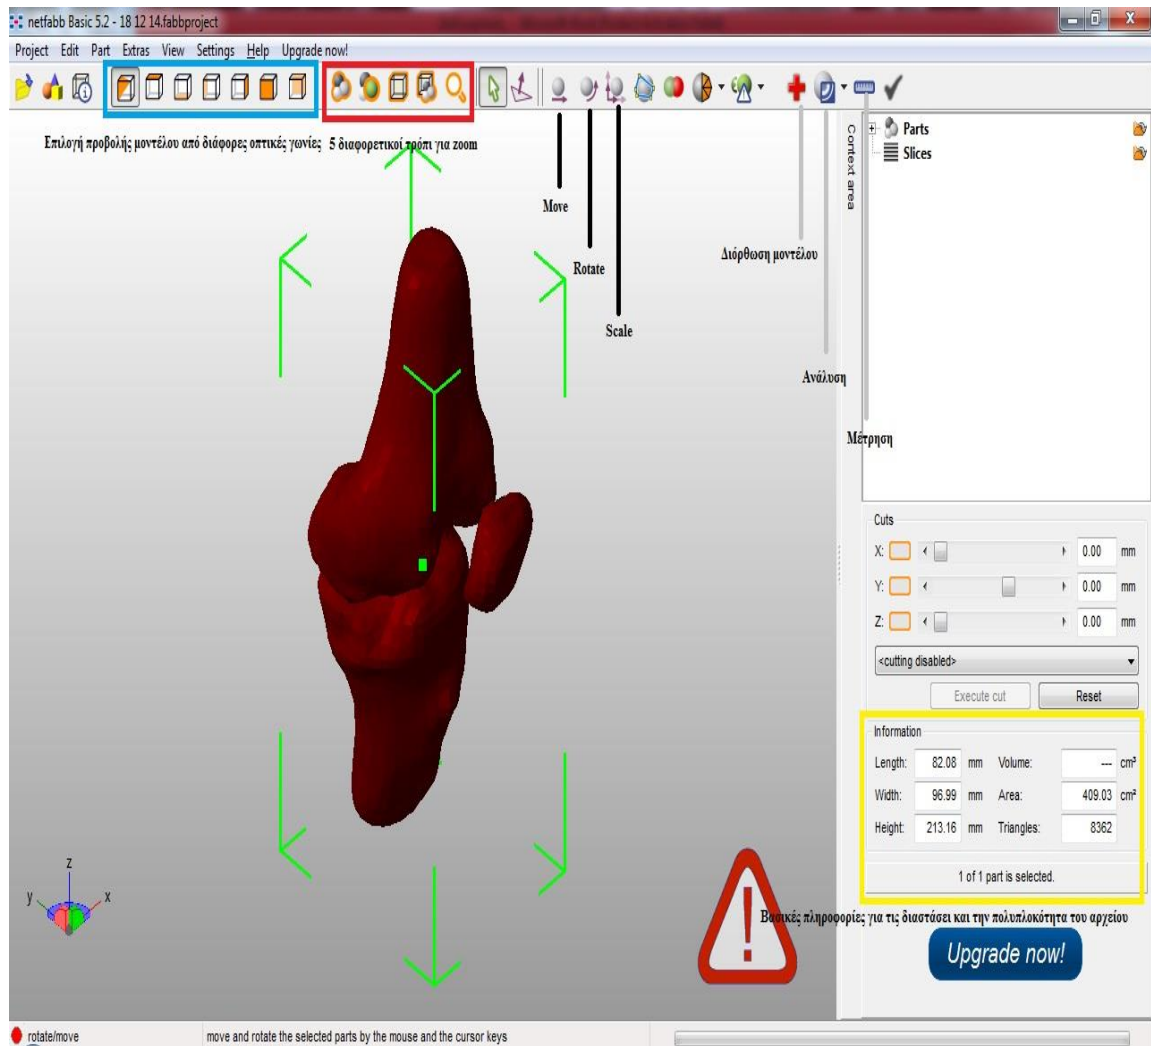 netfabb Basic 5.2 - 18 12 14.fabbproject
Project Edit Part Extras View Settings Help Upgrade now!
Επιλογή προβολής μοντέλου από διάφορες οπτικές γωνίες 5 διαφορετικοί τρόπι για zoom
Move
Rotate
Scale
Διόρθωση μοντέλου
Ανάλυση
Μέτρηση
Context area
Parts
Slices
Cuts
X: 0.00 mm
Y: 0.00 mm
Z: 0.00 mm
<cutting disabled>
Execute cut Reset
Information
Length: 82.08 mm Volume: --- cm³
Width: 96.99 mm Area: 409.03 cm²
Height: 213.16 mm Triangles: 8362
1 of 1 part is selected.
Βασικές πληροφορίες για τις διαστάσει και την πολυπλοκότητα του αρχείου
Upgrade now!
z
y x
rotate/move move and rotate the selected parts by the mouse and the cursor keys